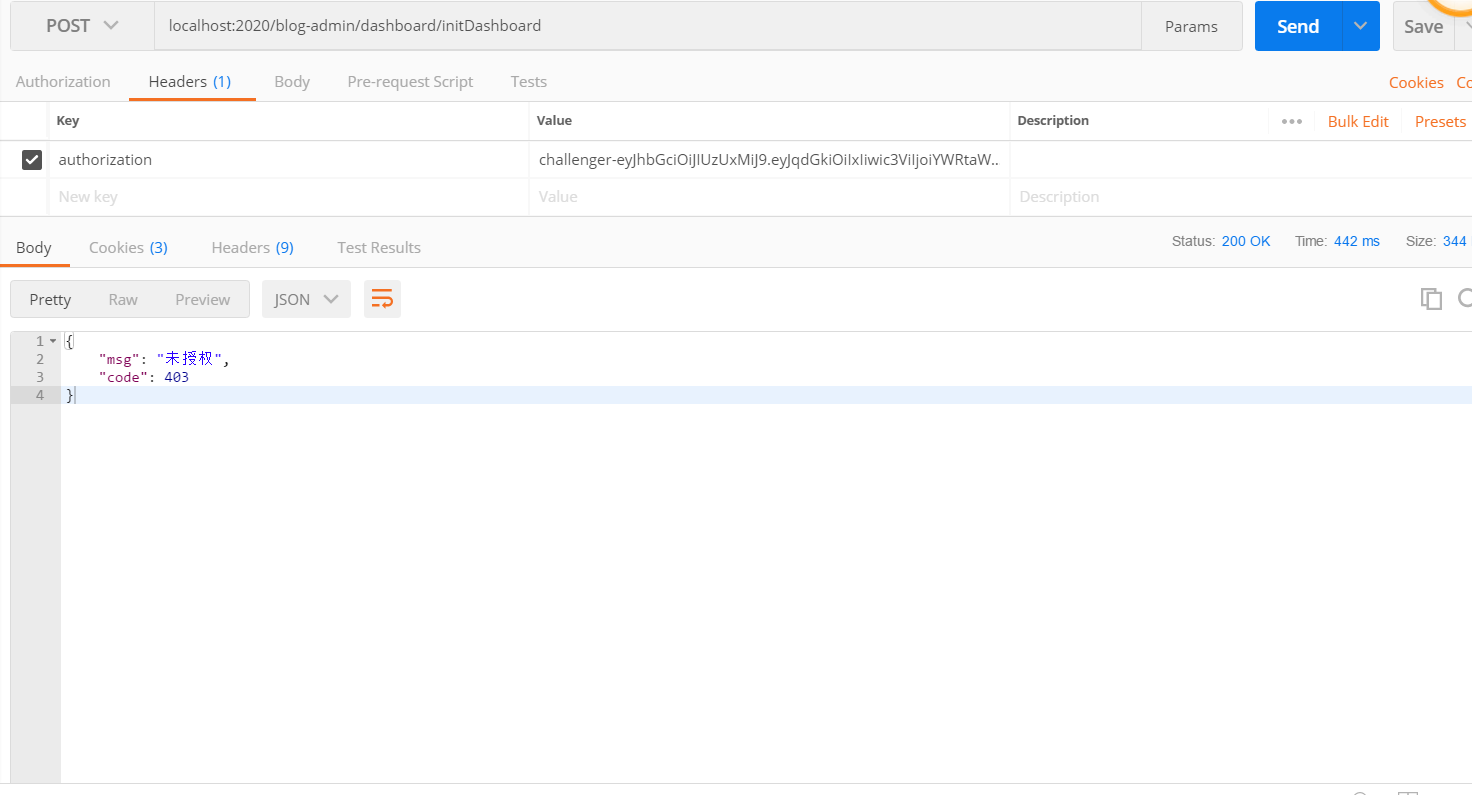 POST localhost:2020/blog-admin/dashboard/initDashboard Params Send Save
Authorization Headers (1) Body Pre-request Script Tests Cookies Co
Key Value Description ••• Bulk Edit Presets
authorization challenger-eyJhbGciOiJIUzUxMiJ9.eyJqdGkiOiIxIiwic3ViIjoiYWRtaW..
New key Value Description
Body Cookies (3) Headers (9) Test Results Status: 200 OK Time: 442 ms Size: 344
Pretty Raw Preview JSON
1 {
2 "msg": "未授权",
3 "code": 403
4 }